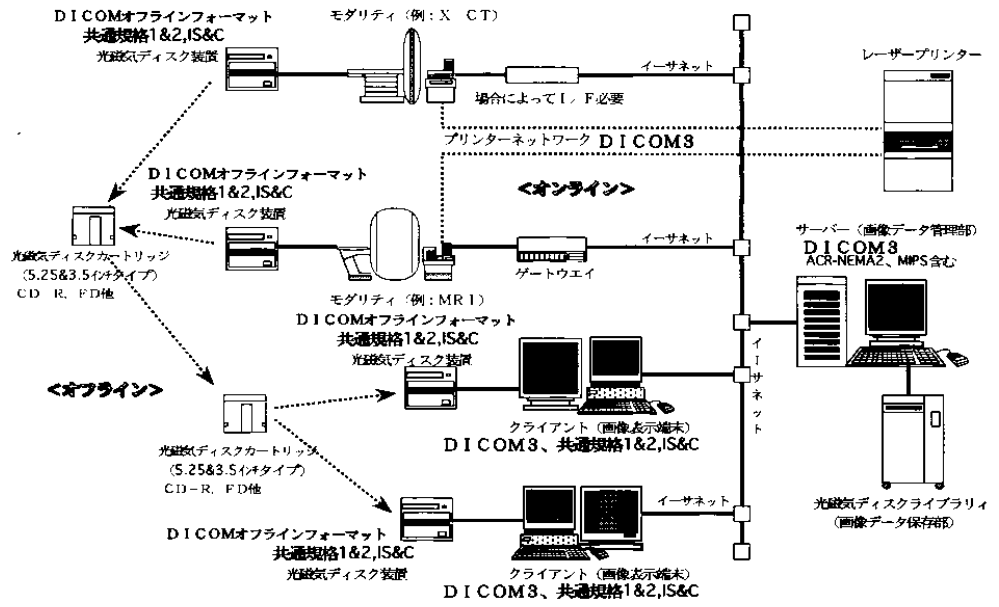 DICOMオフラインフォーマット
共通規格1&2,IS&C
光磁気ディスク装置
モダリティ（例：X CT）
場合によってI／F必要
イーサネット
レーザープリンター
プリンターネットワーク DICOM3
DICOMオフラインフォーマット
共通規格1&2,IS&C
光磁気ディスク装置
<オンライン>
光磁気ディスクカートリッジ
（5.25&3.5インチタイプ）
CD－R、FD他
モダリティ（例：MRI）
ゲートウエイ
イーサネット
サーバー（画像データ管理部）
DICOM3
ACR-NEMA2、MIPS含む
DICOMオフラインフォーマット
共通規格1&2,IS&C
光磁気ディスク装置
イーサネット
<オフライン>
クライアント（画像表示端末）
DICOM3、共通規格1&2,IS&C
光磁気ディスクカートリッジ
（5.25&3.5インチタイプ）
CD－R、FD他
光磁気ディスクライブラリィ
（画像データ保存部）
イーサネット
DICOMオフラインフォーマット
共通規格1&2,IS&C
光磁気ディスク装置
クライアント（画像表示端末）
DICOM3、共通規格1&2,IS&C